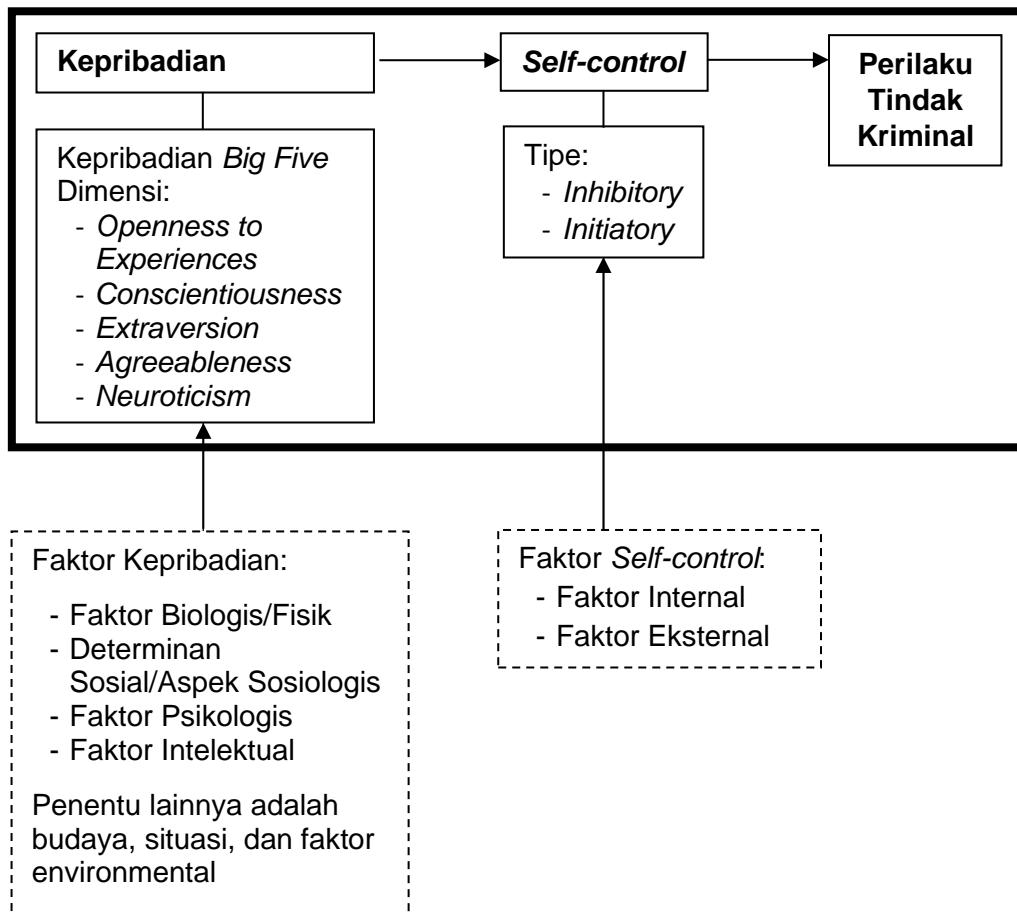 Kepribadian
Self-control
Perilaku
Tindak
Kriminal
Kepribadian Big Five
Dimensi:
- Openness to
Experiences
- Conscientiousness
- Extraversion
- Agreeableness
- Neuroticism
Tipe:
- Inhibitory
- Initiatory
Faktor Kepribadian:
- Faktor Biologis/Fisik
- Determinan
Sosial/Aspek Sosiologis
- Faktor Psikologis
- Faktor Intelektual
Penentu lainnya adalah
budaya, situasi, dan faktor
environmental
Faktor Self-control:
- Faktor Internal
- Faktor Eksternal